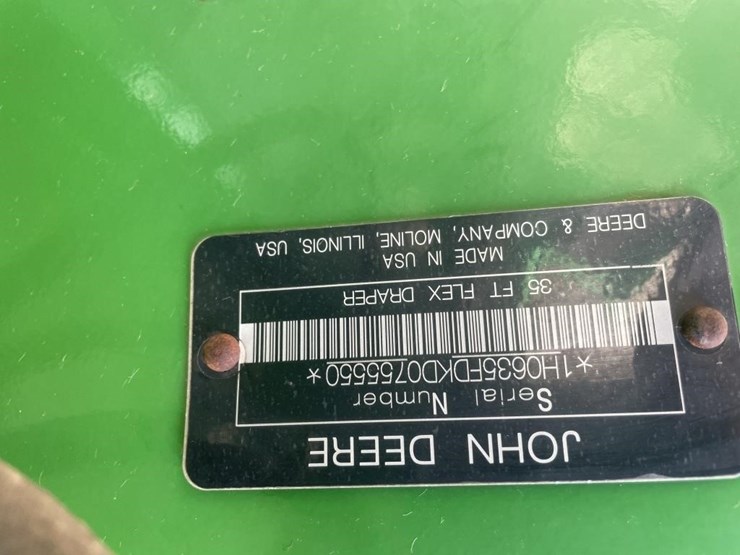 JOHN DEERE
Serial Number
*1H0635FDKD0755550*
35 FT FLEX DRAPER
MADE IN USA
DEERE & COMPANY, MOLINE, ILLINOIS, USA